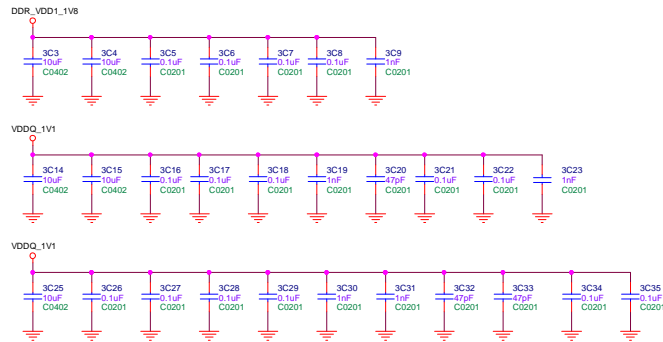 DDR_VDD1_1V8
3C3 3C4 3C5 3C6 3C7 3C8 3C9
10uF 10uF 0.1uF 0.1uF 0.1uF 0.1uF 1nF
C0402 C0402 C0201 C0201 C0201 C0201 C0201
VDDQ_1V1
3C14 3C15 3C16 3C17 3C18 3C19 3C20 3C21 3C22 3C23
10uF 10uF 0.1uF 0.1uF 0.1uF 1nF 47pF 0.1uF 0.1uF 1nF
C0402 C0402 C0201 C0201 C0201 C0201 C0201 C0201 C0201 C0201
VDDQ_1V1
3C25 3C26 3C27 3C28 3C29 3C30 3C31 3C32 3C33 3C34 3C35
10uF 0.1uF 0.1uF 0.1uF 0.1uF 1nF 1nF 47pF 47pF 0.1uF 0.1uF
C0402 C0201 C0201 C0201 C0201 C0201 C0201 C0201 C0201 C0201 C0201